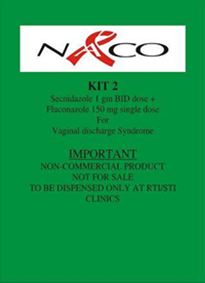 NACO
KIT 2
Secnidazole 1 gm BID dose +
Fluconazole 150 mg single dose
For
Vaginal discharge Syndrome
IMPORTANT
NON-COMMERCIAL PRODUCT
NOT FOR SALE
TO BE DISPENSED ONLY AT RTI/STI
CLINICS